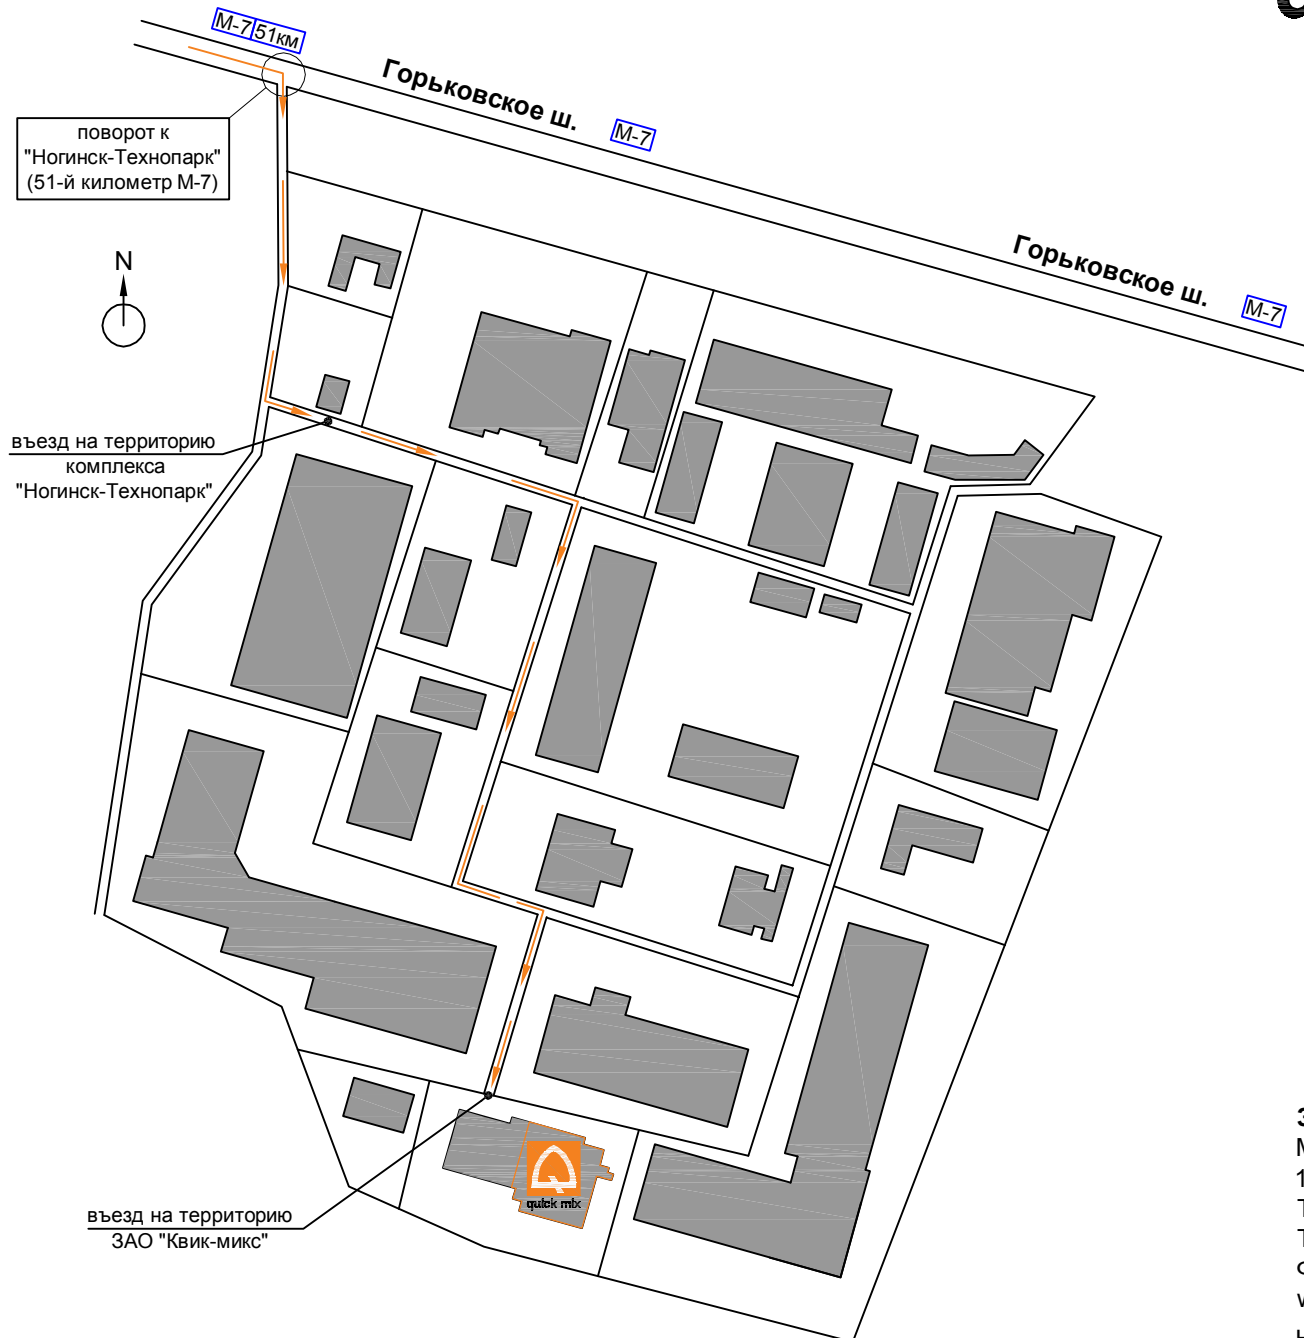 М-7 51км
Горьковское ш.
М-7
поворот к
"Ногинск-Технопарк"
(51-й километр М-7)
N
Горьковское ш.
М-7
въезд на территорию
комплекса
"Ногинск-Технопарк"
quick mix
въезд на территорию
ЗАО "Квик-микс"